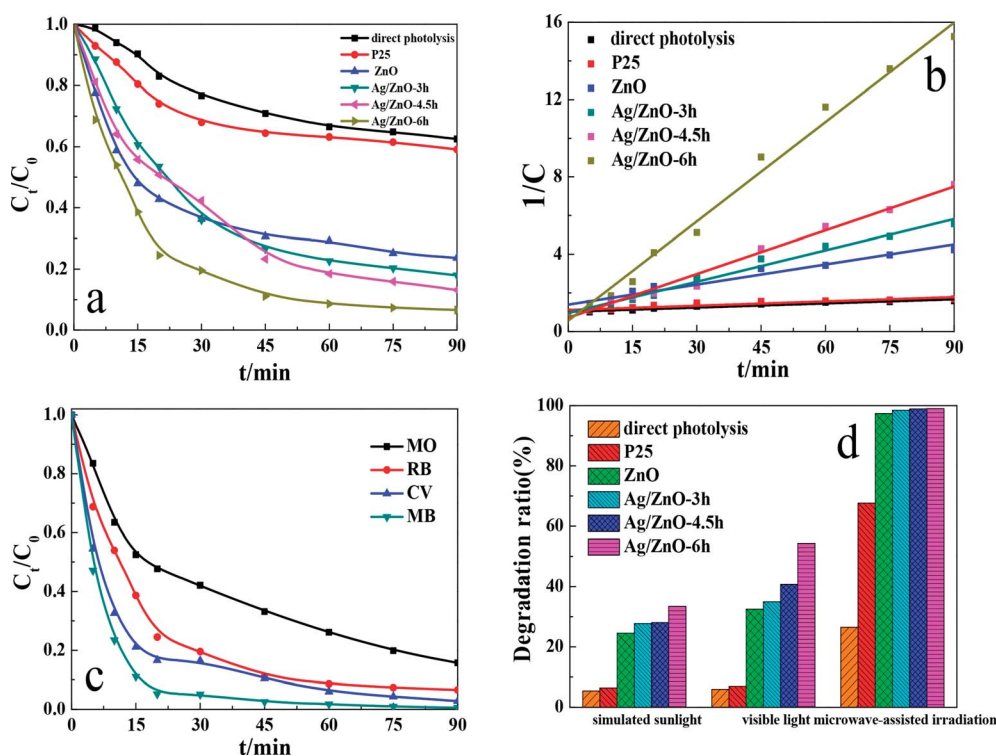 a
direct photolysis
P25
ZnO
Ag/ZnO-3h
Ag/ZnO-4.5h
Ag/ZnO-6h
C_t/C_0
1.0
0.8
0.6
0.4
0.2
0.0
0 15 30 45 60 75 90
t/min
b
direct photolysis
P25
ZnO
Ag/ZnO-3h
Ag/ZnO-4.5h
Ag/ZnO-6h
1/C
16
12
8
4
0
0 15 30 45 60 75 90
t/min
c
MO
RB
CV
MB
C_t/C_0
1.0
0.8
0.6
0.4
0.2
0.0
0 15 30 45 60 75 90
t/min
d
direct photolysis
P25
ZnO
Ag/ZnO-3h
Ag/ZnO-4.5h
Ag/ZnO-6h
Degradation ratio(%)
100
80
60
40
20
0
simulated sunlight visible light microwave-assisted irradiation